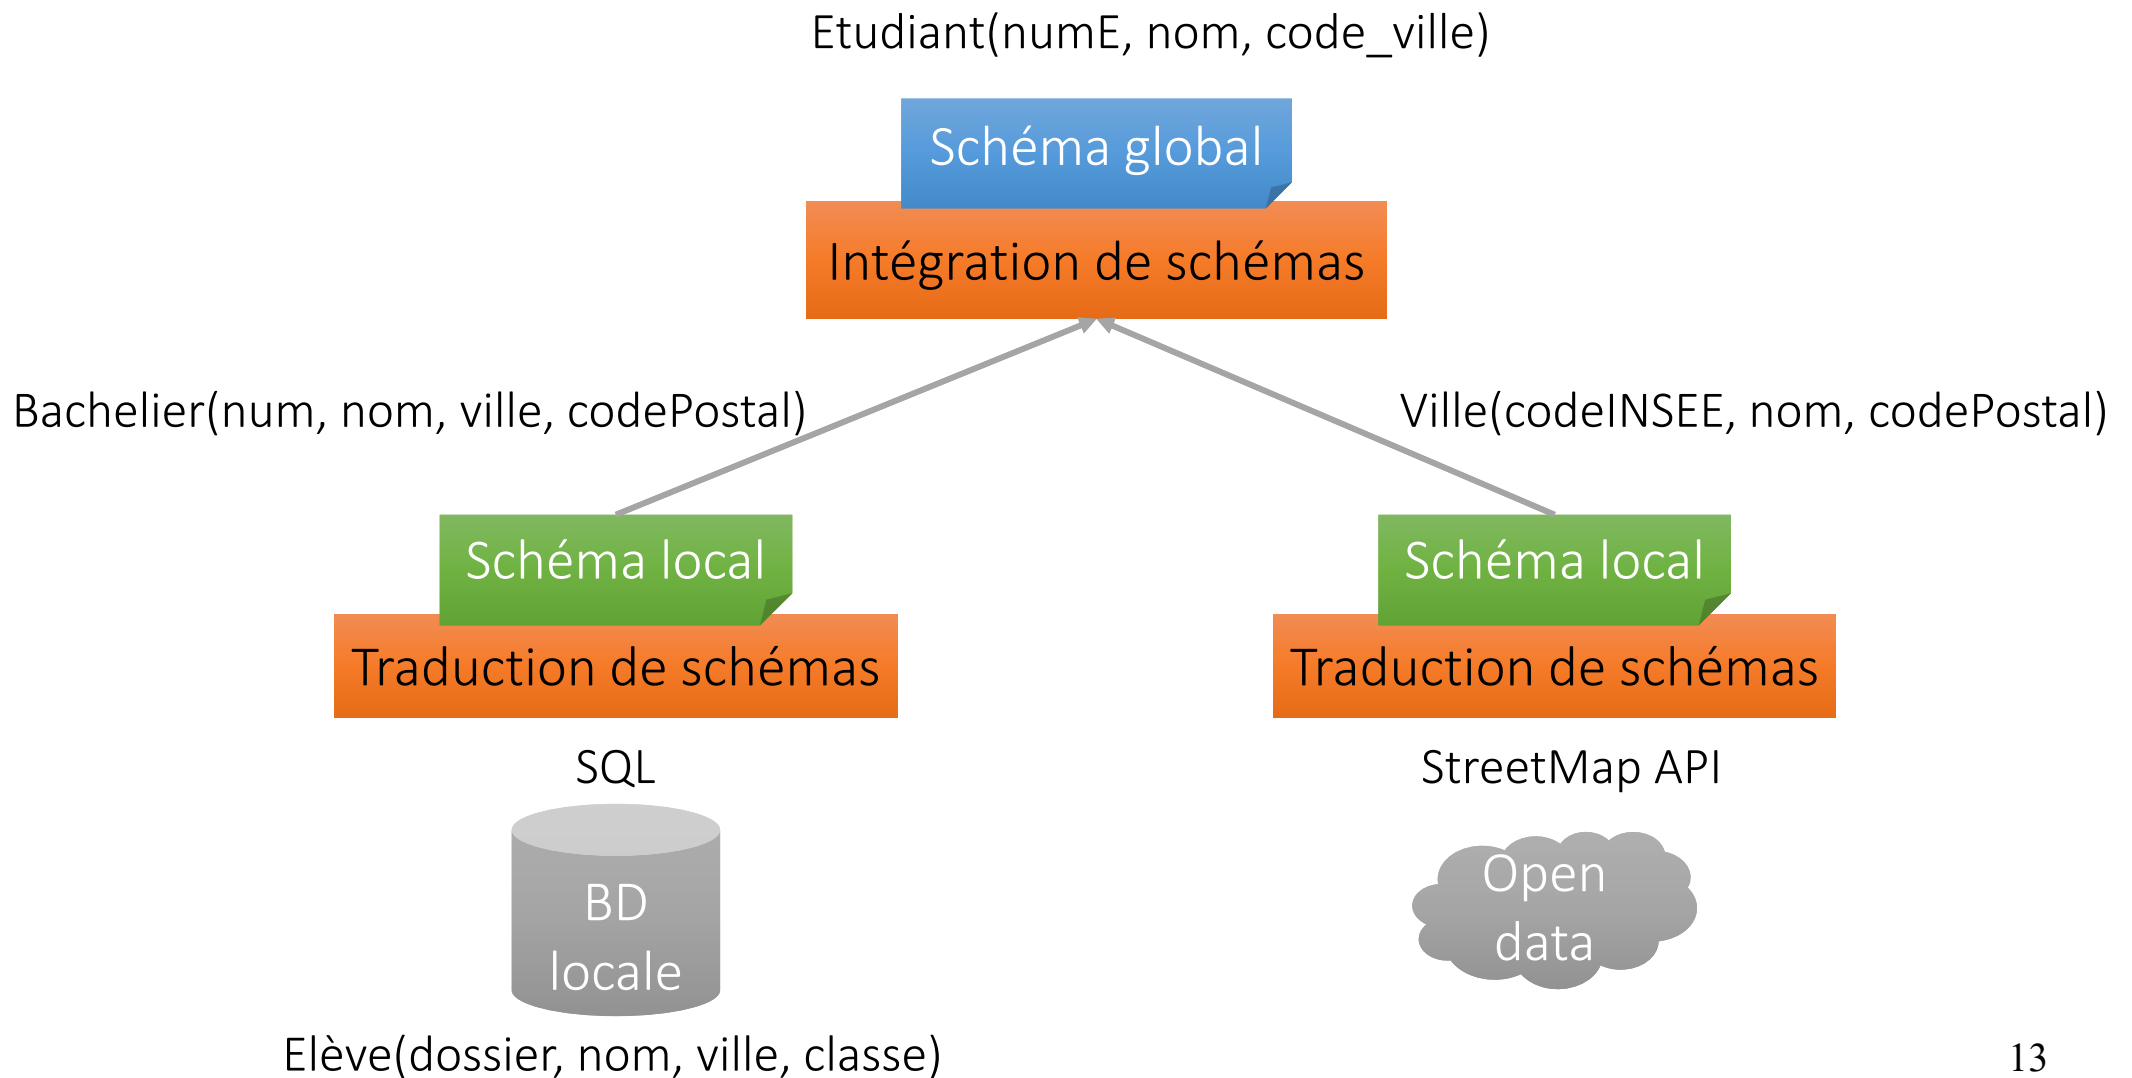 Etudiant(numE, nom, code_ville)
Schéma global
Intégration de schémas
Bachelier(num, nom, ville, codePostal)
Ville(codeINSEE, nom, codePostal)
Schéma local
Schéma local
Traduction de schémas
Traduction de schémas
SQL
StreetMap API
BD
locale
Open
data
Elève(dossier, nom, ville, classe)
13